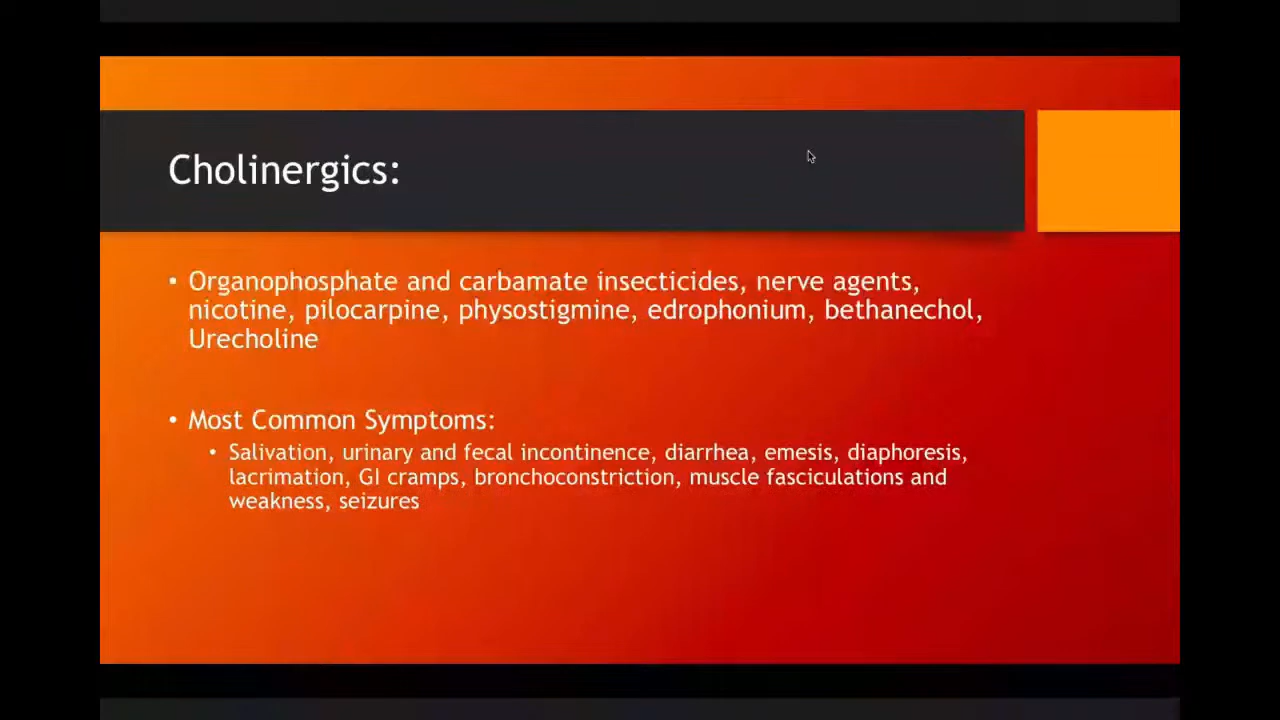 Cholinergics:
• Organophosphate and carbamate insecticides, nerve agents,
nicotine, pilocarpine, physostigmine, edrophonium, bethanechol,
Urecholine
• Most Common Symptoms:
• Salivation, urinary and fecal incontinence, diarrhea, emesis, diaphoresis,
lacrimation, GI cramps, bronchoconstriction, muscle fasciculations and
weakness, seizures